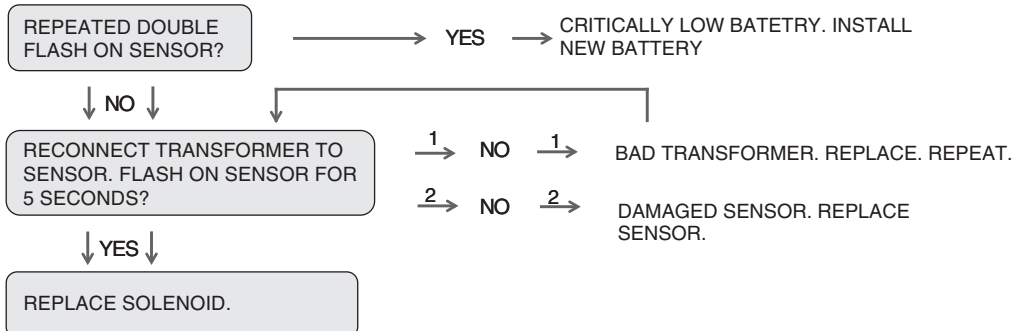 REPEATED DOUBLE
FLASH ON SENSOR?
YES
CRITICALLY LOW BATETRY. INSTALL
NEW BATTERY
NO
RECONNECT TRANSFORMER TO
SENSOR. FLASH ON SENSOR FOR
5 SECONDS?
1 NO 1
BAD TRANSFORMER. REPLACE. REPEAT.
2 NO 2
DAMAGED SENSOR. REPLACE
SENSOR.
YES
REPLACE SOLENOID.